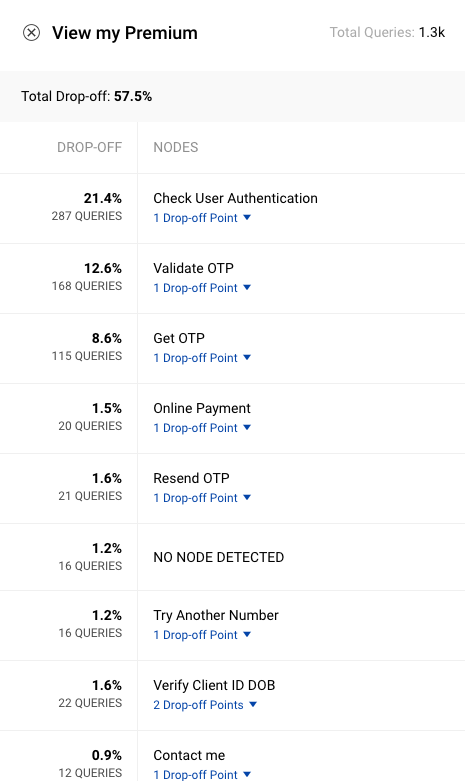 View my Premium
Total Queries: 1.3k
Total Drop-off: 57.5%
DROP-OFF NODES
21.4% Check User Authentication
287 QUERIES 1 Drop-off Point
12.6% Validate OTP
168 QUERIES 1 Drop-off Point
8.6% Get OTP
115 QUERIES 1 Drop-off Point
1.5% Online Payment
20 QUERIES 1 Drop-off Point
1.6% Resend OTP
21 QUERIES 1 Drop-off Point
1.2%
16 QUERIES
NO NODE DETECTED
1.2% Try Another Number
16 QUERIES 1 Drop-off Point
1.6% Verify Client ID DOB
22 QUERIES 2 Drop-off Points
0.9% Contact me
12 QUERIES 1 Drop-off Point